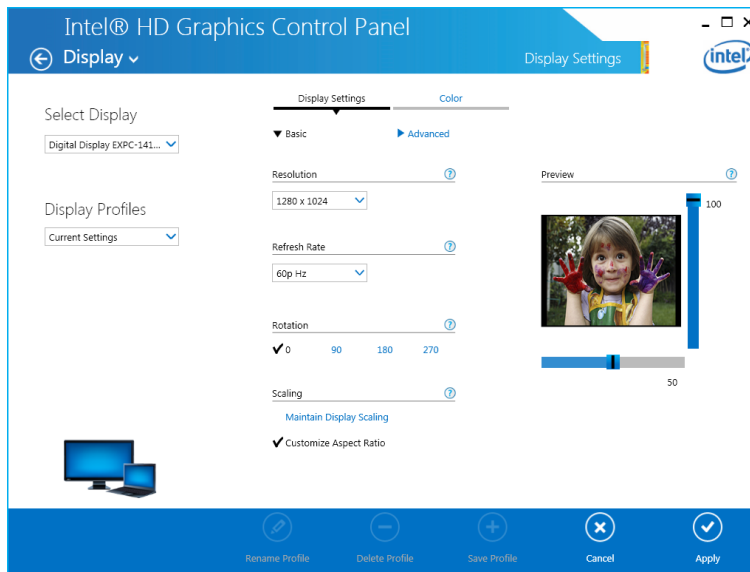 Intel® HD Graphics Control Panel
Display
Display Settings
intel
Select Display
Digital Display EXPC-141...
Display Profiles
Current Settings
Display Settings
Color
Basic
Advanced
Resolution
1280 x 1024
Refresh Rate
60p Hz
Rotation
0 90 180 270
Scaling
Maintain Display Scaling
Customize Aspect Ratio
Preview
100
50
Rename Profile
Delete Profile
Save Profile
Cancel
Apply